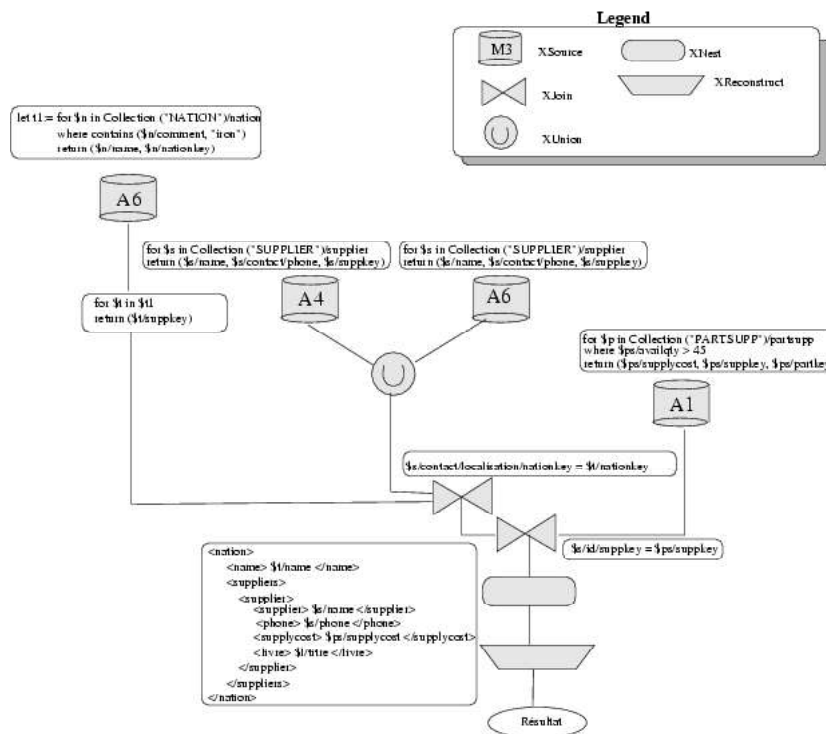 Legend
M3
XSource
XNest
XJoin
XReconstruct
XUnion
let t1:= for $n in Collection ("NATION")/nation
where contains ($n/comment, "iron")
return ($n/name, $n/nationkey)
A6
for $s in Collection ("SUPPLIER")/supplier
return ($s/name, $s/contact/phone, $s/suppkey)
for $s in Collection ("SUPPLIER")/supplier
return ($s/name, $s/contact/phone, $s/suppkey)
A4
A6
for $t in $t1
return ($t/suppkey)
for $p in Collection ("PARTSUPP")/partsupp
where $ps/availqty > 45
return ($ps/supplycost, $ps/suppkey, $ps/partkey
A1
$s/contact/localisation/nationkey = $t/nationkey
$s/id/suppkey = $ps/suppkey
<nation>
<name> $t/name </name>
<suppliers>
<supplier>
<supplier> $s/name </supplier>
<phone> $s/phone </phone>
<supplycost> $ps/supplycost </supplycost>
<livre> $l/titre </livre>
</supplier>
</suppliers>
</nation>
Résultat